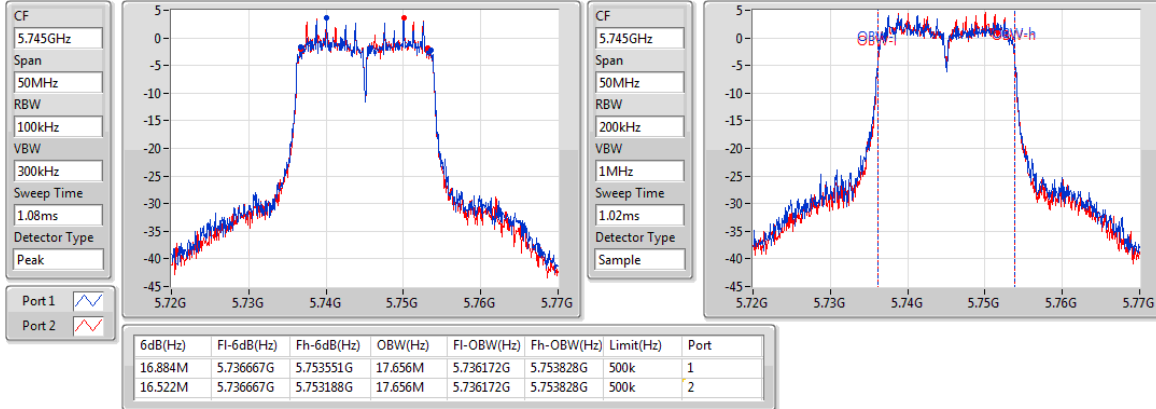 CF
5.745GHz
Span
50MHz
RBW
100kHz
VBW
300kHz
Sweep Time
1.08ms
Detector Type
Peak
Port 1
Port 2
5
0
-5
-10
-15
-20
-25
-30
-35
-40
-45
5.72G 5.73G 5.74G 5.75G 5.76G 5.77G
CF
5.745GHz
Span
50MHz
RBW
200kHz
VBW
1MHz
Sweep Time
1.02ms
Detector Type
Sample
5
0
-5
-10
-15
-20
-25
-30
-35
-40
-45
OBW-l OBW-h
5.72G 5.73G 5.74G 5.75G 5.76G 5.77G
6dB(Hz) Fl-6dB(Hz) Fh-6dB(Hz) OBW(Hz) Fl-OBW(Hz) Fh-OBW(Hz) Limit(Hz) Port
16.884M 5.736667G 5.753551G 17.656M 5.736172G 5.753828G 500k 1
16.522M 5.736667G 5.753188G 17.656M 5.736172G 5.753828G 500k 2